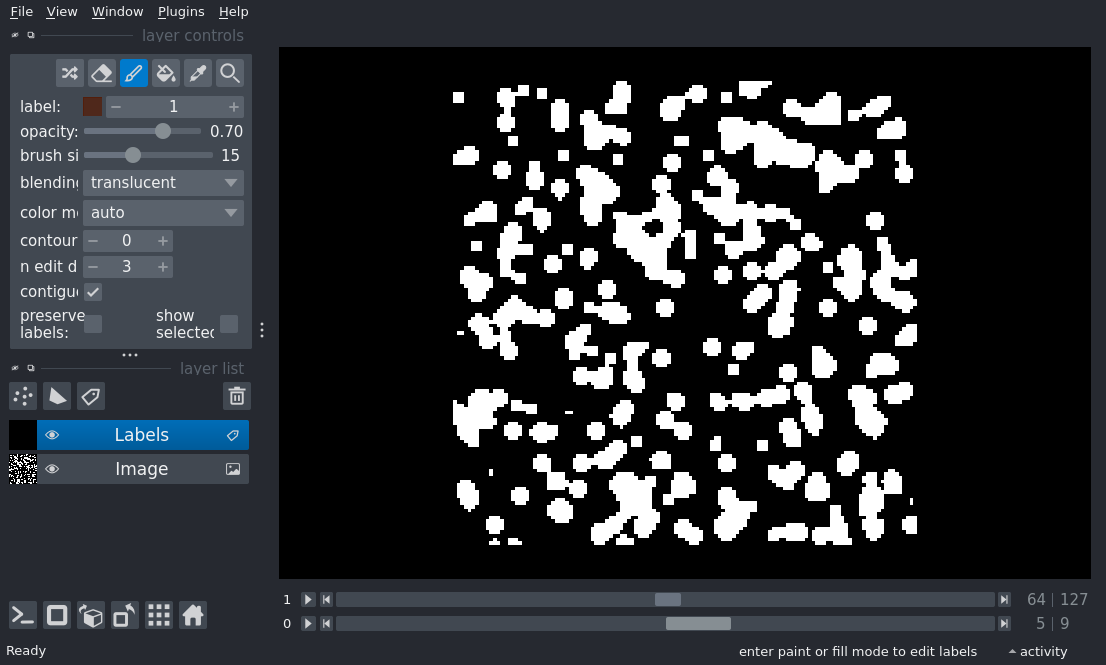 File View Window Plugins Help
layer controls
label: 1
opacity: 0.70
brush si 15
blending translucent
color m auto
contour 0
n edit d 3
contigu
preserve labels: show selected
layer list
Labels
Image
1 64 | 127
0 5 | 9
Ready enter paint or fill mode to edit labels activity